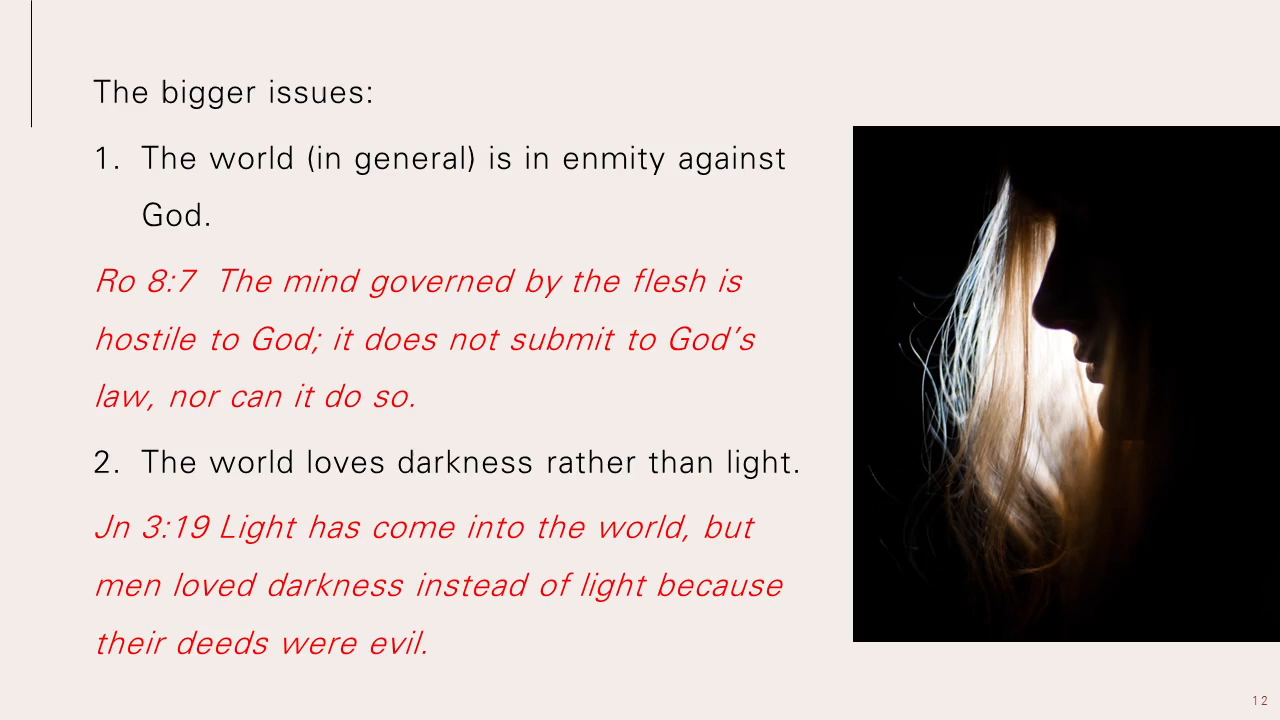 The bigger issues:
1. The world (in general) is in enmity against
God.
Ro 8:7  The mind governed by the flesh is
hostile to God; it does not submit to God’s
law, nor can it do so.
2. The world loves darkness rather than light.
Jn 3:19 Light has come into the world, but
men loved darkness instead of light because
their deeds were evil.
12